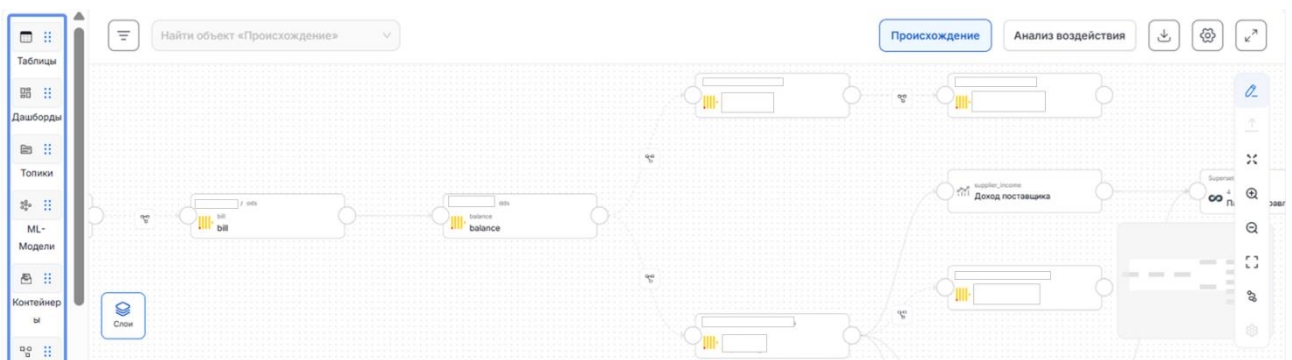 Таблицы
Дашборды
Топики
ML-
Модели
Контейнер
ы
Найти объект «Происхождение»
Происхождение
Анализ воздействия
/ ods
bill
bill
dds
balance
balance
supplier_income
Доход поставщика
Superset
4
Слои